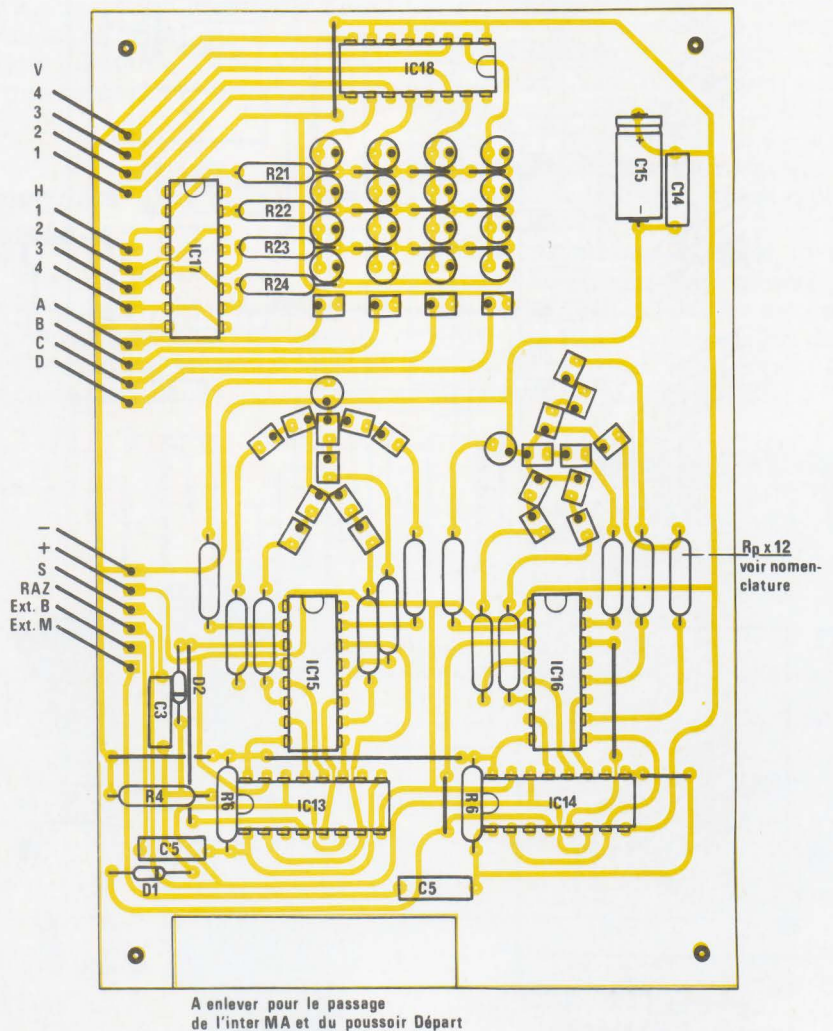 V
4
3
2
1
H
1
2
3
4
A
B
C
D
IC18
R21
R22
R23
R24
IC17
+
C15
-
C14
−
+
S
RAZ
Ext. B
Ext. M
Rp x 12
voir nomen-
clature
IC15
IC16
D2
C3
R4
R'6
IC13
R6
IC14
C'5
D1
C5
A enlever pour le passage
de l'inter MA et du poussoir Départ